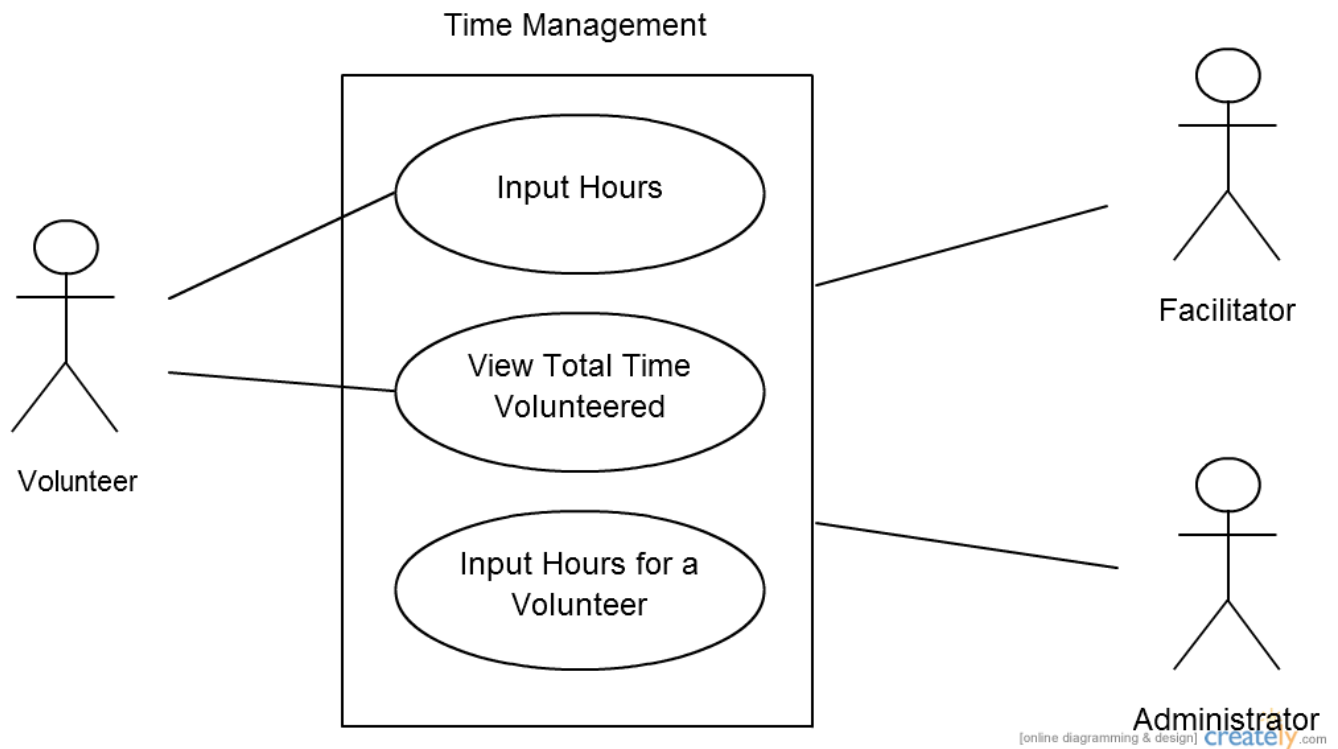 Time Management
Input Hours
View Total Time
Volunteered
Input Hours for a
Volunteer
Volunteer
Facilitator
Administrator
[online diagramming & design] creately.com